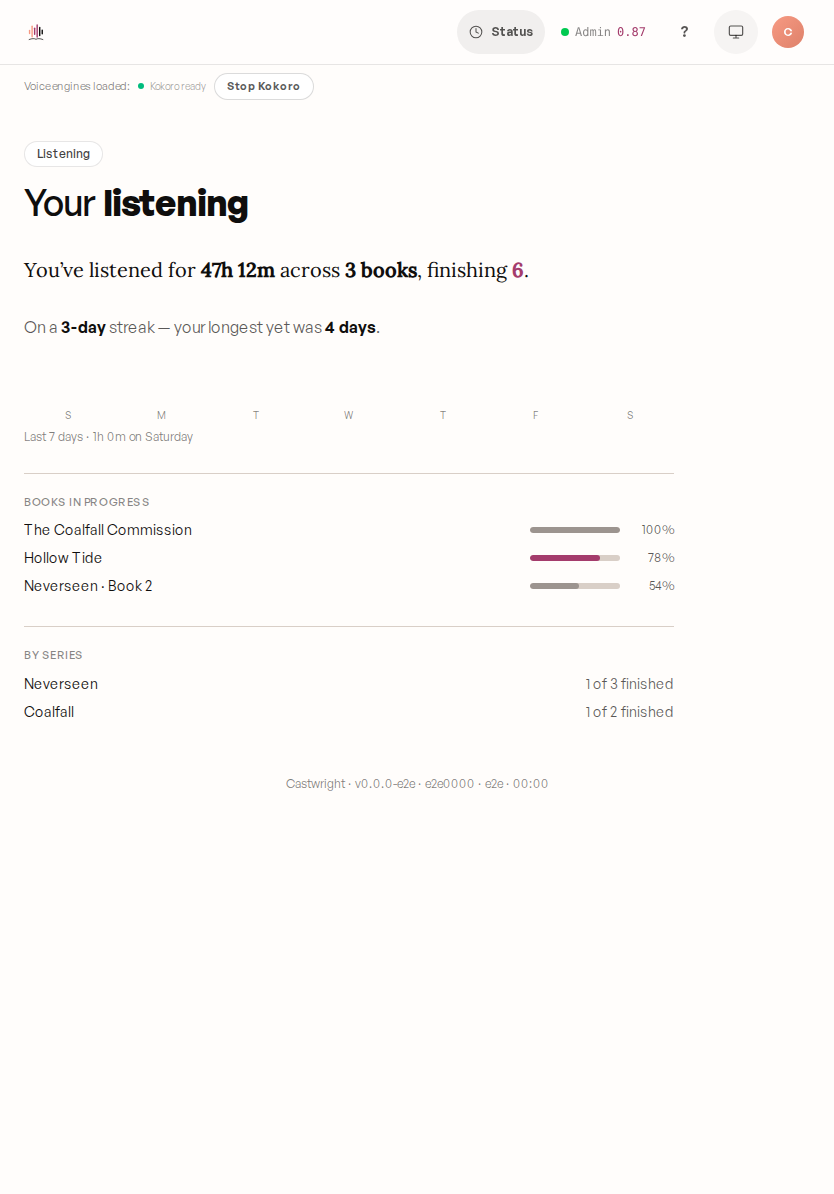 Status Admin 0.87 ? C
Voice engines loaded: Kokoro ready Stop Kokoro
Listening
Your listening
You’ve listened for 47h 12m across 3 books, finishing 6.
On a 3-day streak — your longest yet was 4 days.
S M T W T F S
Last 7 days · 1h 0m on Saturday
BOOKS IN PROGRESS
The Coalfall Commission 100%
Hollow Tide 78%
Neverseen · Book 2 54%
BY SERIES
Neverseen 1 of 3 finished
Coalfall 1 of 2 finished
Castwright · v0.0.0-e2e · e2e0000 · e2e · 00:00